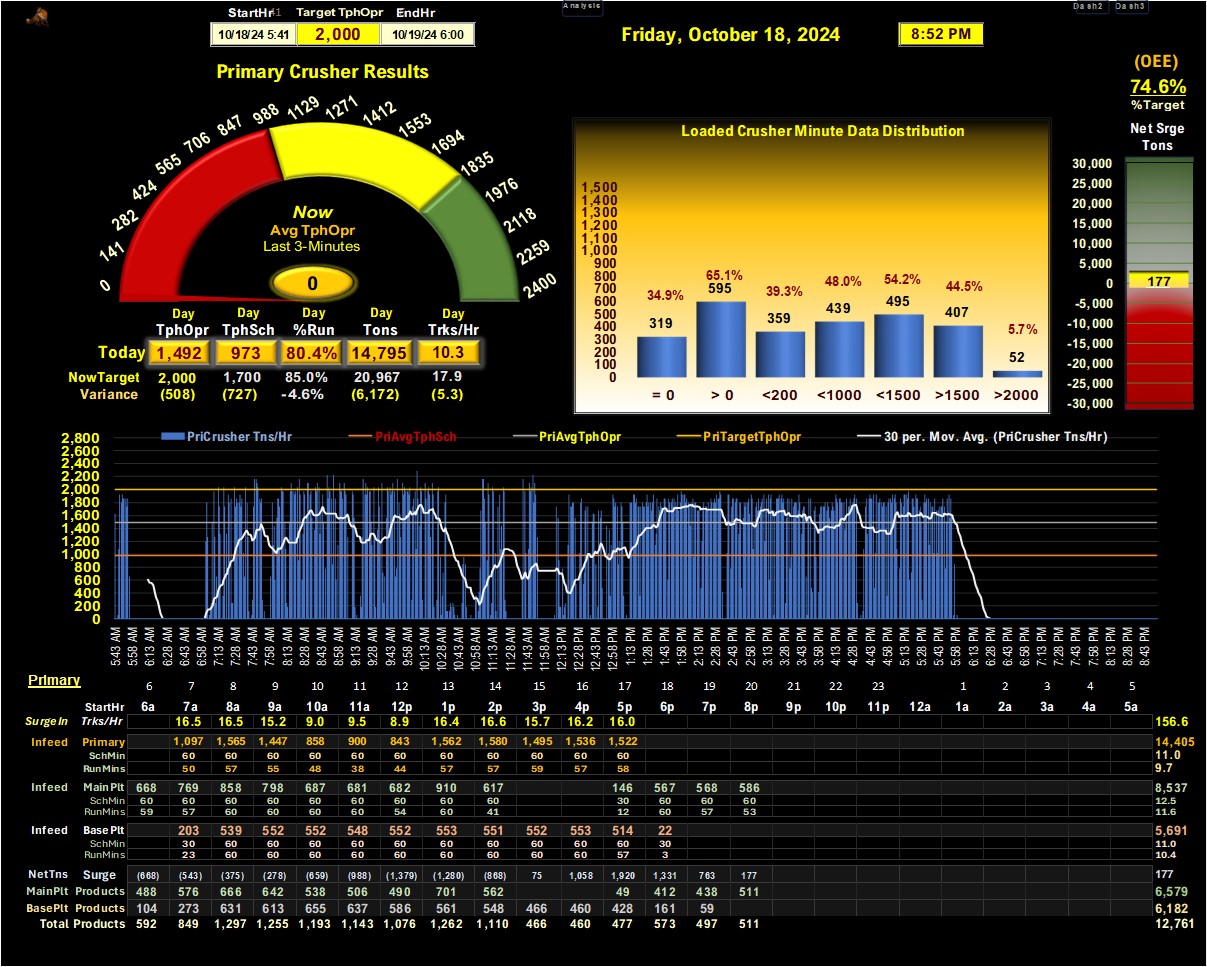 Analysis
Dash2 Dash3
StartHr Target TphOpr EndHr
10/18/24 5:41 2,000 10/19/24 6:00
Friday, October 18, 2024
8:52 PM
Primary Crusher Results
0 141 282 424 565 706 847 988 1129 1271 1412 1553 1694 1835 1976 2118 2259 2400
Now
Avg TphOpr
Last 3-Minutes
0
Day Day Day Day Day
TphOpr TphSch %Run Tons Trks/Hr
Today 1,492 973 80.4% 14,795 10.3
NowTarget 2,000 1,700 85.0% 20,967 17.9
Variance (508) (727) -4.6% (6,172) (5.3)
Loaded Crusher Minute Data Distribution
1,500
1,400
1,300
1,200
1,100
1,000
900
800
700
600
500
400
300
200
100
0
34.9% 65.1% 39.3% 48.0% 54.2% 44.5% 5.7%
319 595 359 439 495 407 52
= 0 > 0 <200 <1000 <1500 >1500 >2000
(OEE)
74.6%
%Target
Net Srge
Tons
30,000
25,000
20,000
15,000
10,000
5,000
0
-5,000
-10,000
-15,000
-20,000
-25,000
-30,000
177
PriCrusher Tns/Hr PriAvgTphSch PriAvgTphOpr PriTargetTphOpr 30 per. Mov. Avg. (PriCrusher Tns/Hr)
2,800
2,600
2,400
2,200
2,000
1,800
1,600
1,400
1,200
1,000
800
600
400
200
0
5:43 AM 5:58 AM 6:13 AM 6:28 AM 6:43 AM 6:58 AM 7:13 AM 7:28 AM 7:43 AM 7:58 AM 8:13 AM 8:28 AM 8:43 AM 8:58 AM 9:13 AM 9:28 AM 9:43 AM 9:58 AM 10:13 AM 10:28 AM 10:43 AM 10:58 AM 11:13 AM 11:28 AM 11:43 AM 11:58 AM 12:13 PM 12:28 PM 12:43 PM 12:58 PM 1:13 PM 1:28 PM 1:43 PM 1:58 PM 2:13 PM 2:28 PM 2:43 PM 2:58 PM 3:13 PM 3:28 PM 3:43 PM 3:58 PM 4:13 PM 4:28 PM 4:43 PM 4:58 PM 5:13 PM 5:28 PM 5:43 PM 5:58 PM 6:13 PM 6:28 PM 6:43 PM 6:58 PM 7:13 PM 7:28 PM 7:43 PM 7:58 PM 8:13 PM 8:28 PM 8:43 PM
Primary
6 7 8 9 10 11 12 13 14 15 16 17 18 19 20 21 22 23 1 2 3 4 5
StartHr 6a 7a 8a 9a 10a 11a 12p 1p 2p 3p 4p 5p 6p 7p 8p 9p 10p 11p 12a 1a 2a 3a 4a 5a
SurgeIn Trks/Hr 16.5 16.5 15.2 9.0 9.5 8.9 16.4 16.6 15.7 16.2 16.0 156.6
Infeed Primary 1,097 1,565 1,447 858 900 843 1,562 1,580 1,495 1,536 1,522 14,405
SchMin 60 60 60 60 60 60 60 60 60 60 60 11.0
RunMins 50 57 55 48 38 44 57 57 59 57 58 9.7
Infeed MainPlt 668 769 858 798 687 681 682 910 617 146 567 568 586 8,537
SchMin 60 60 60 60 60 60 60 60 60 30 60 60 60 12.5
RunMins 59 57 60 60 60 60 54 60 41 12 60 57 53 11.6
Infeed Base Plt 203 539 552 552 548 552 553 551 552 553 514 22 5,691
SchMin 30 60 60 60 60 60 60 60 60 60 60 30 11.0
RunMins 23 60 60 60 60 60 60 60 60 60 57 3 10.4
NetTns Surge (668) (543) (375) (278) (659) (988) (1,379) (1,280) (868) 75 1,058 1,920 1,331 763 177 177
MainPlt Products 488 576 666 642 538 506 490 701 562 49 412 438 511 6,579
BasePlt Products 104 273 631 613 655 637 586 561 548 466 460 428 161 59 6,182
Total Products 592 849 1,297 1,255 1,193 1,143 1,076 1,262 1,110 466 460 477 573 497 511 12,761